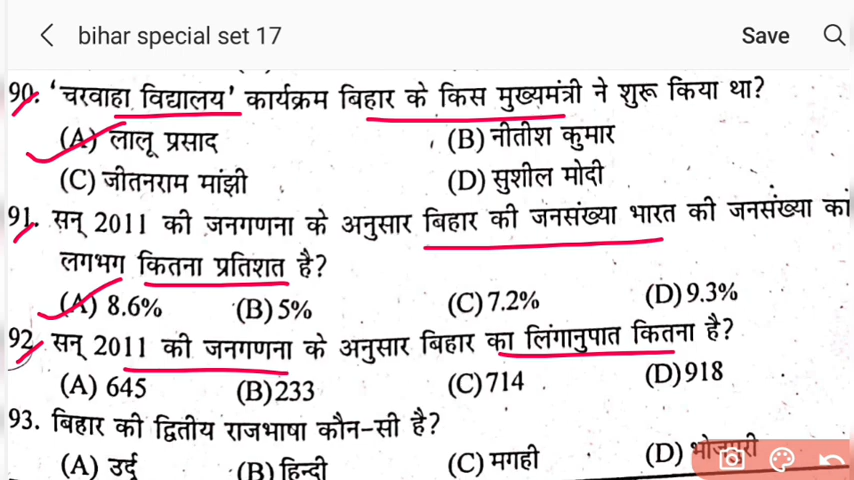 bihar special set 17 Save
90. 'चरवाहा विद्यालय' कार्यक्रम बिहार के किस मुख्यमंत्री ने शुरू किया था?
(A) लालू प्रसाद (B) नीतीश कुमार
(C) जीतनराम मांझी (D) सुशील मोदी
91. सन् 2011 की जनगणना के अनुसार बिहार की जनसंख्या भारत की जनसंख्या का
लगभग कितना प्रतिशत है?
(A) 8.6% (B) 5% (C) 7.2% (D) 9.3%
92. सन् 2011 की जनगणना के अनुसार बिहार का लिंगानुपात कितना है?
(A) 645 (B) 233 (C) 714 (D) 918
93. बिहार की द्वितीय राजभाषा कौन-सी है?
(A) उर्दू (B) हिन्दी (C) मगही (D) भोजपुरी